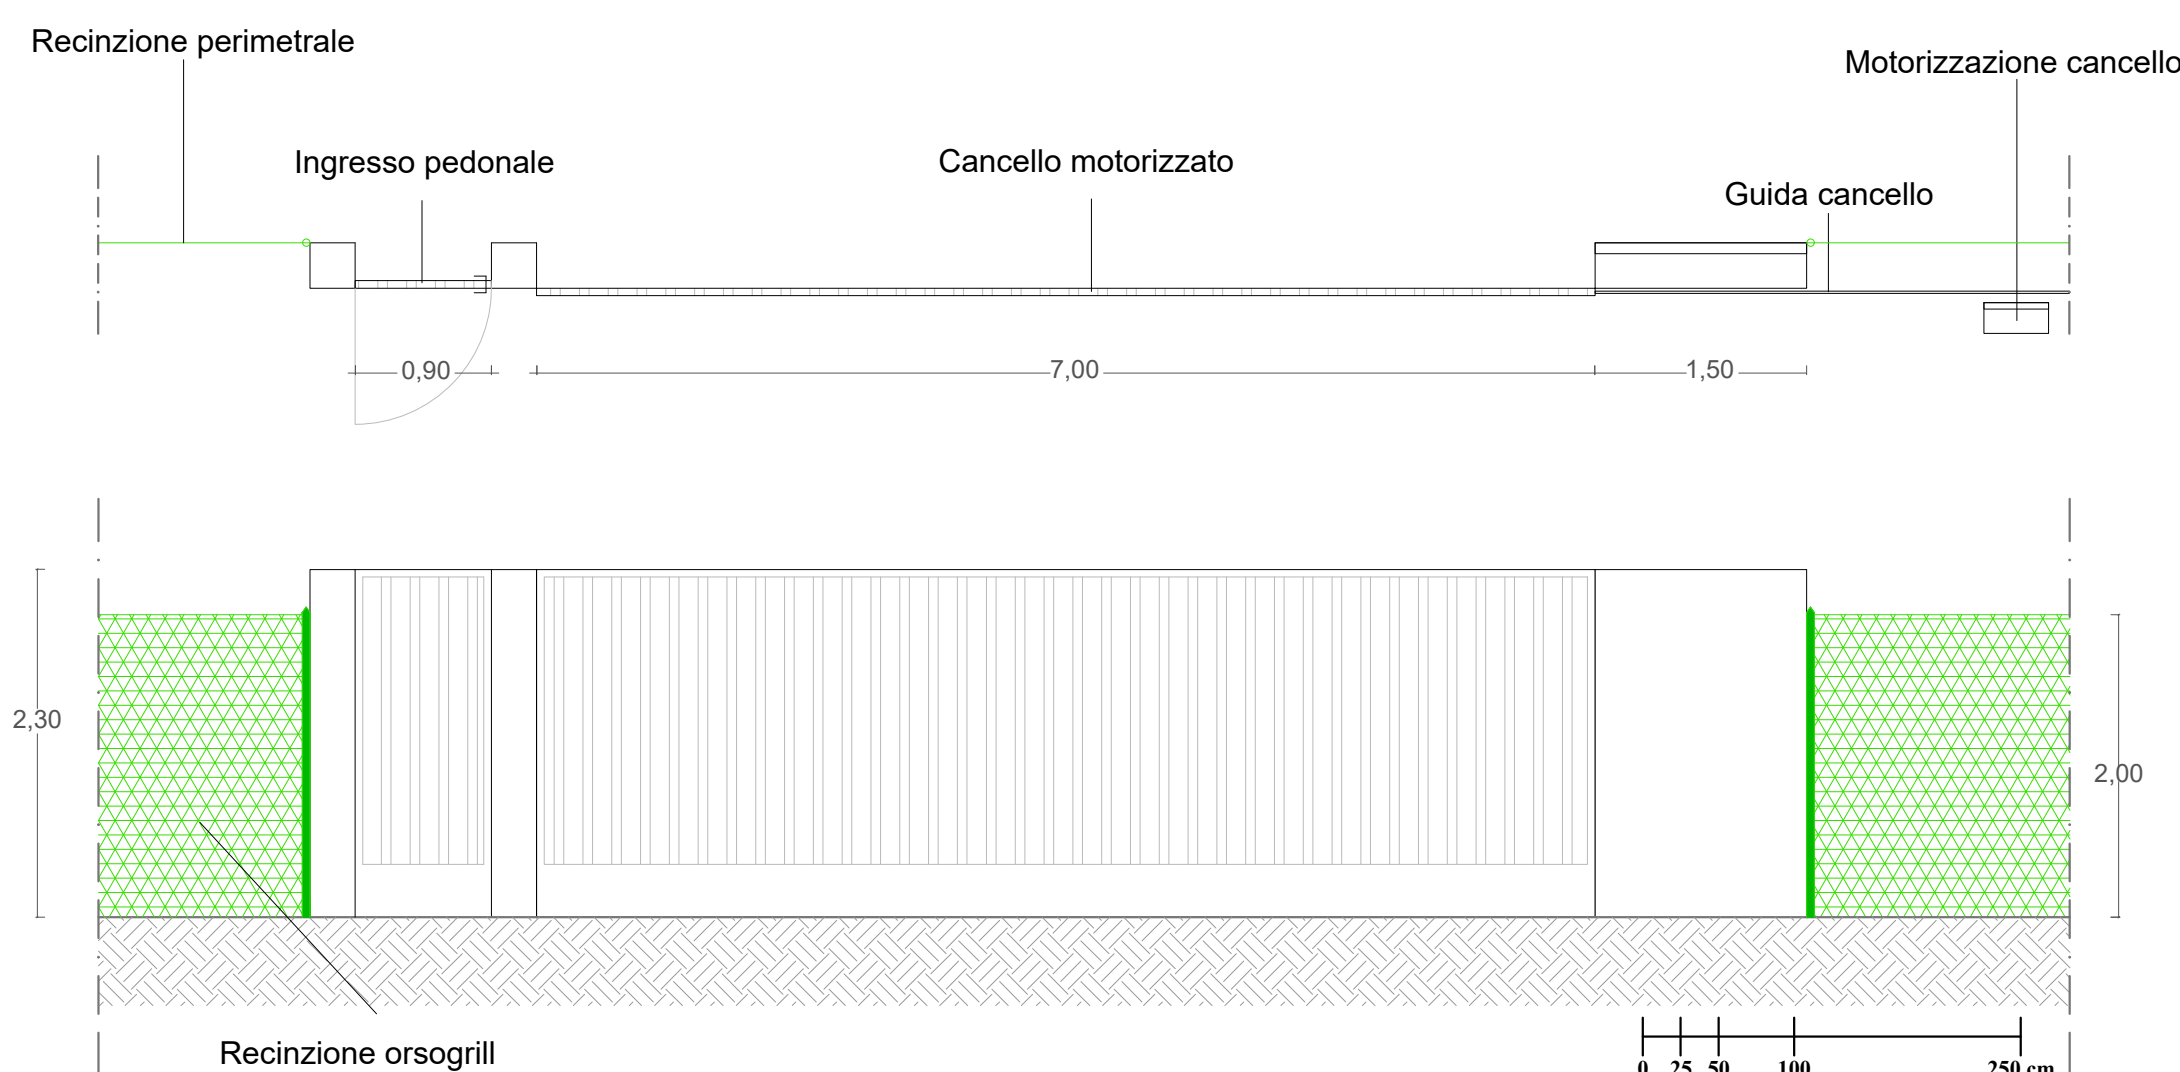 Recinzione perimetrale
Motorizzazione cancello
Ingresso pedonale
Cancello motorizzato
Guida cancello
0,90
7,00
1,50
2,30
2,00
Recinzione orsogrill
0 25 50 100 250 cm